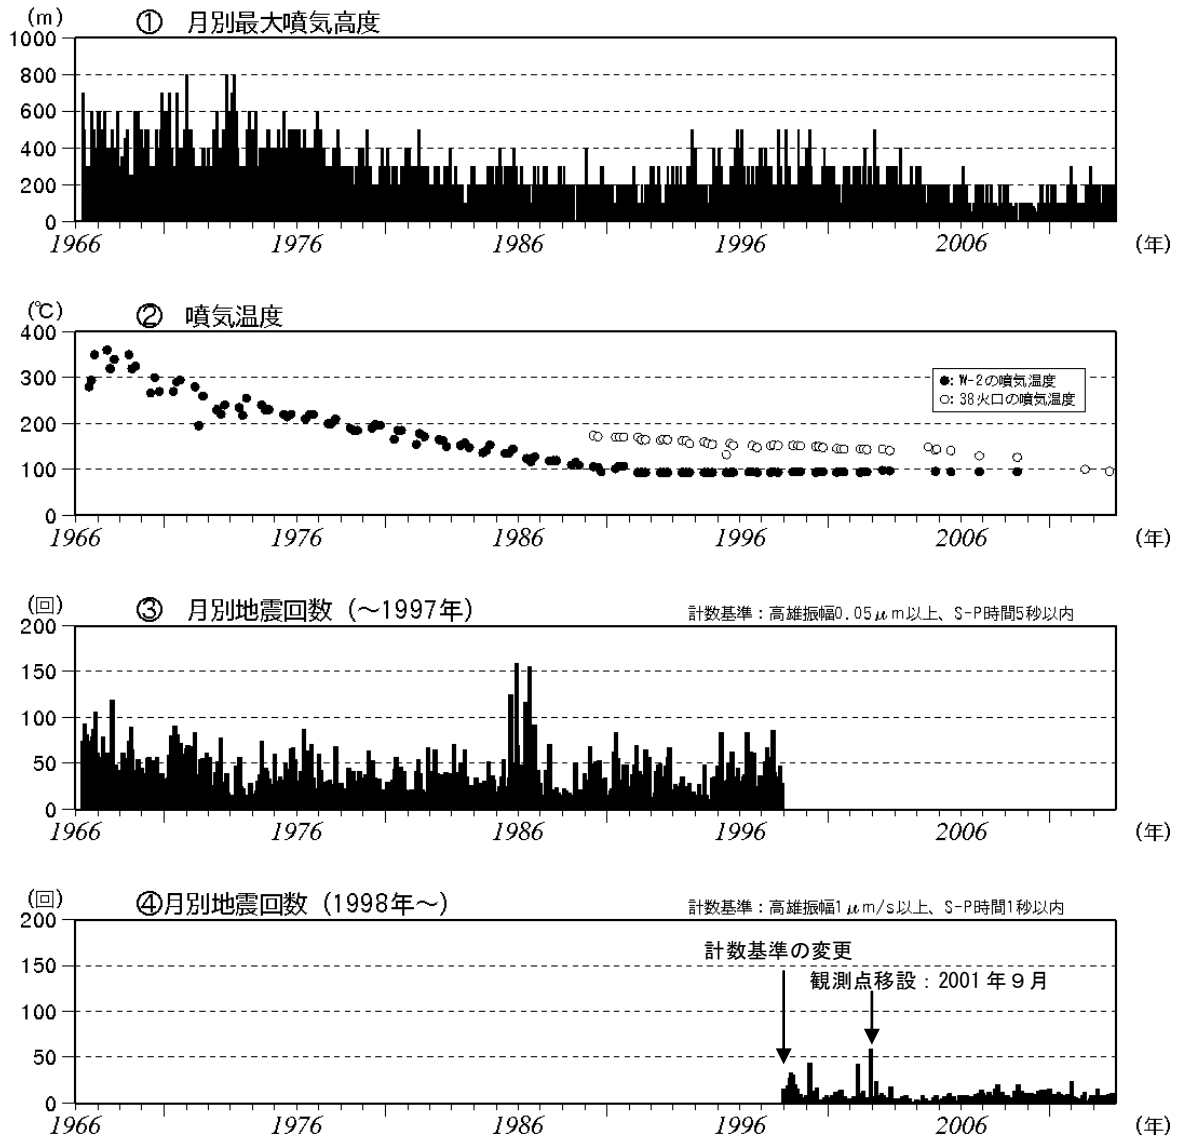 (m) ① 月別最大噴気高度
1000
800
600
400
200
0
1966 1976 1986 1996 2006 (年)
(℃) ② 噴気温度
400
300
200
100
0
●: W-2の噴気温度
○: 38火口の噴気温度
1966 1976 1986 1996 2006 (年)
(回) ③ 月別地震回数 (〜1997年) 計数基準：高雄振幅0.05μm以上、S-P時間5秒以内
200
150
100
50
0
1966 1976 1986 1996 2006 (年)
(回) ④月別地震回数 (1998年〜) 計数基準：高雄振幅1μm/s以上、S-P時間1秒以内
200
150
100
50
0
計数基準の変更
観測点移設：2001年９月
1966 1976 1986 1996 2006 (年)